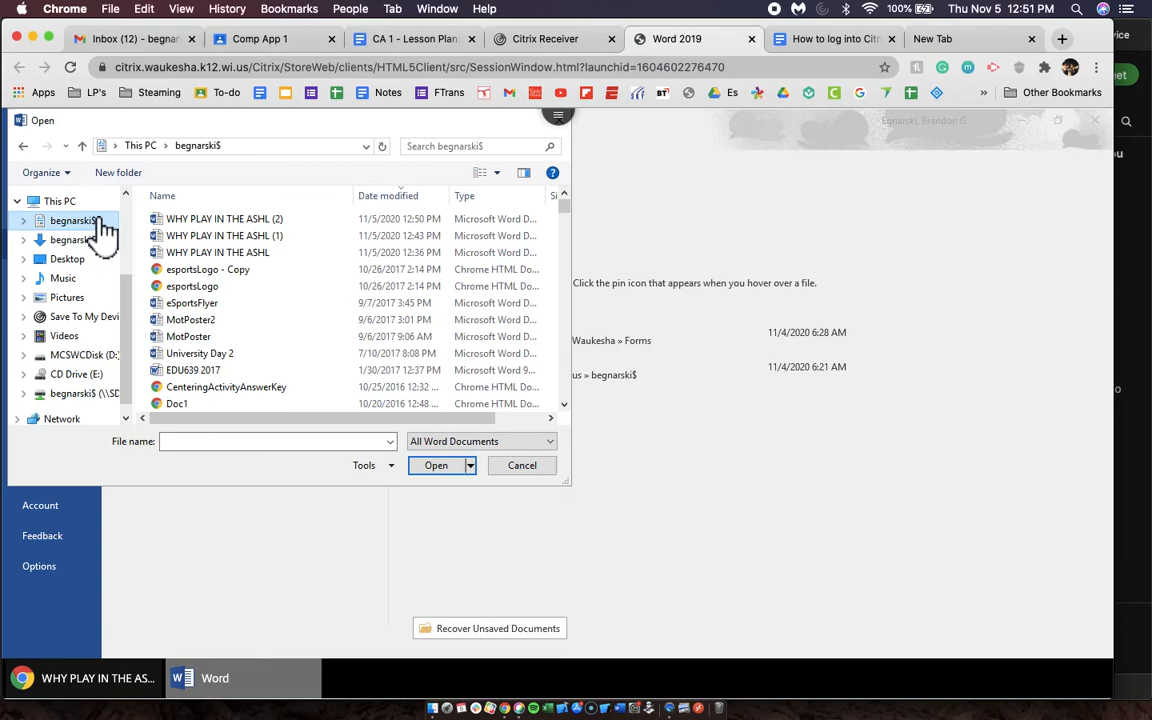 Chrome File Edit View History Bookmarks People Tab Window Help 100% Thu Nov 5 12:51 PM
Inbox (12) - begnar Comp App 1 CA 1 - Lesson Plan Citrix Receiver Word 2019 How to log into Citr New Tab
citrix.waukesha.k12.wi.us/Citrix/StoreWeb/clients/HTML5Client/src/SessionWindow.html?launchid=1604602276470
Apps LP's Steaming To-do Notes FTrans Es » Other Bookmarks
Open
Egnarski, Brandon G
This PC begnarski$ Search begnarski$
Organize New folder
This PC
begnarski$
Desktop
Music
Pictures
Save To My Devi
Videos
MCSWCDisk (D:)
CD Drive (E:)
begnarski$ (\\SD
Network
Name Date modified Type Si
WHY PLAY IN THE ASHL (2) 11/5/2020 12:50 PM Microsoft Word D...
WHY PLAY IN THE ASHL (1) 11/5/2020 12:43 PM Microsoft Word D...
WHY PLAY IN THE ASHL 11/5/2020 12:36 PM Microsoft Word D...
esportsLogo - Copy 10/26/2017 2:14 PM Chrome HTML Do...
esportsLogo 10/26/2017 2:14 PM Chrome HTML Do...
eSportsFlyer 9/7/2017 3:45 PM Microsoft Word D...
MotPoster2 9/6/2017 3:01 PM Microsoft Word D...
MotPoster 9/6/2017 9:06 AM Microsoft Word D...
University Day 2 7/10/2017 8:08 PM Microsoft Word D...
EDU639 2017 1/30/2017 12:37 PM Microsoft Word 9...
CenteringActivityAnswerKey 10/25/2016 12:32 ... Chrome HTML Do...
Doc1 10/20/2016 12:48 ... Chrome HTML Do...
File name: All Word Documents
Tools Open Cancel
Click the pin icon that appears when you hover over a file.
Waukesha » Forms 11/4/2020 6:28 AM
us » begnarski$ 11/4/2020 6:21 AM
Account
Feedback
Options
Recover Unsaved Documents
WHY PLAY IN THE AS... Word